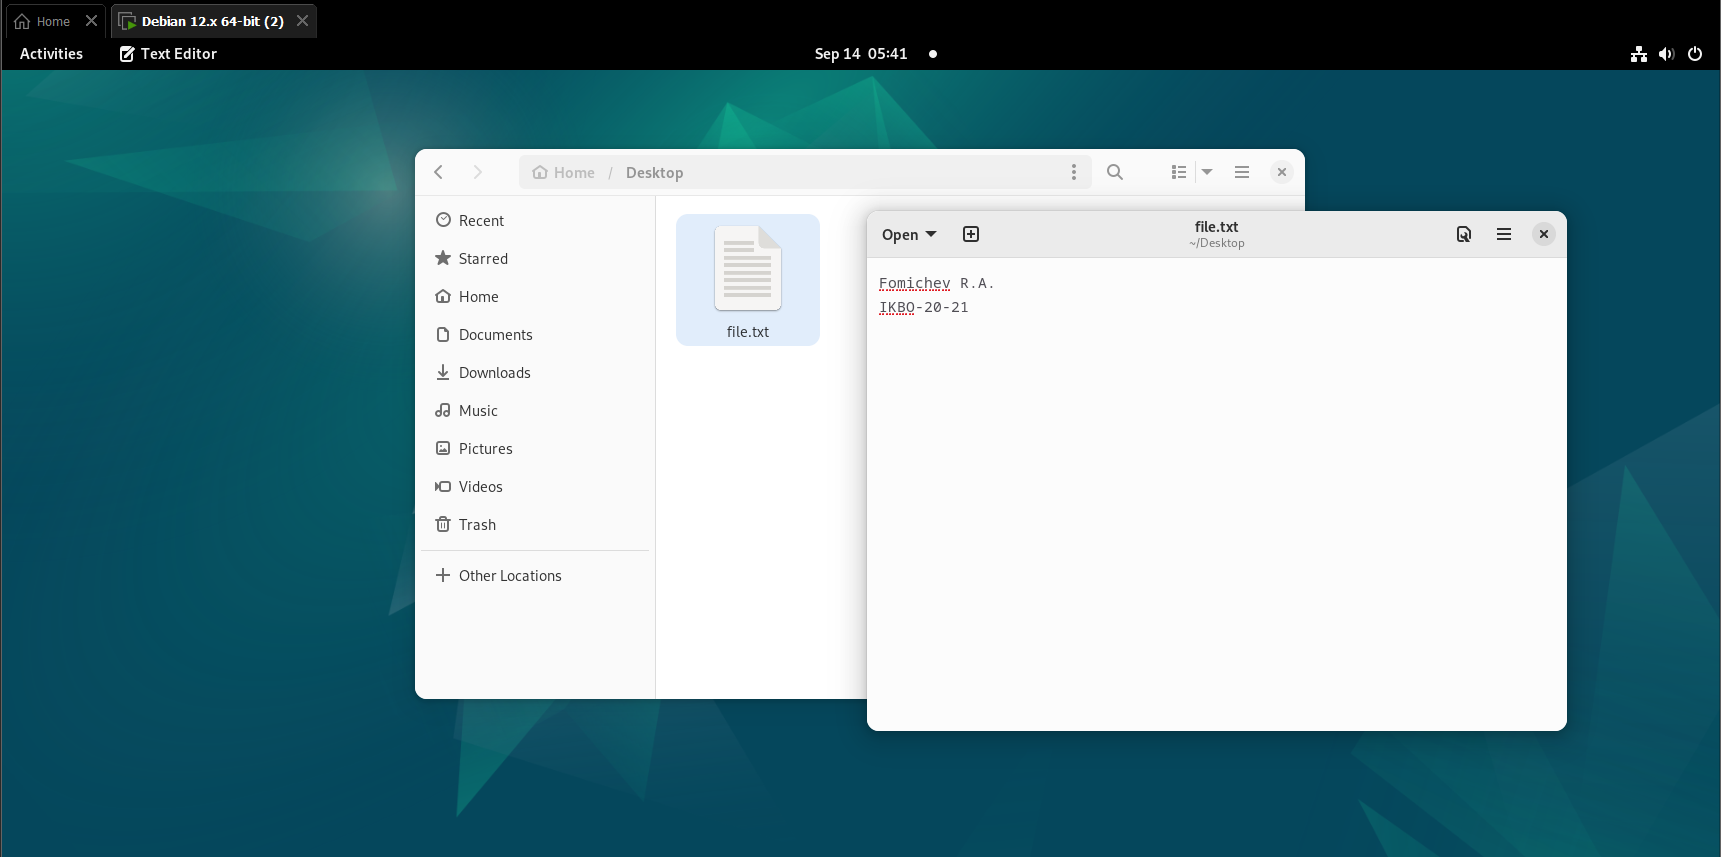 Home
Debian 12.x 64-bit (2)
Activities
Text Editor
Sep 14 05:41
Home / Desktop
Recent
Starred
Home
Documents
Downloads
Music
Pictures
Videos
Trash
Other Locations
file.txt
Open
file.txt
~/Desktop
Fomichev R.A.
IKBO-20-21